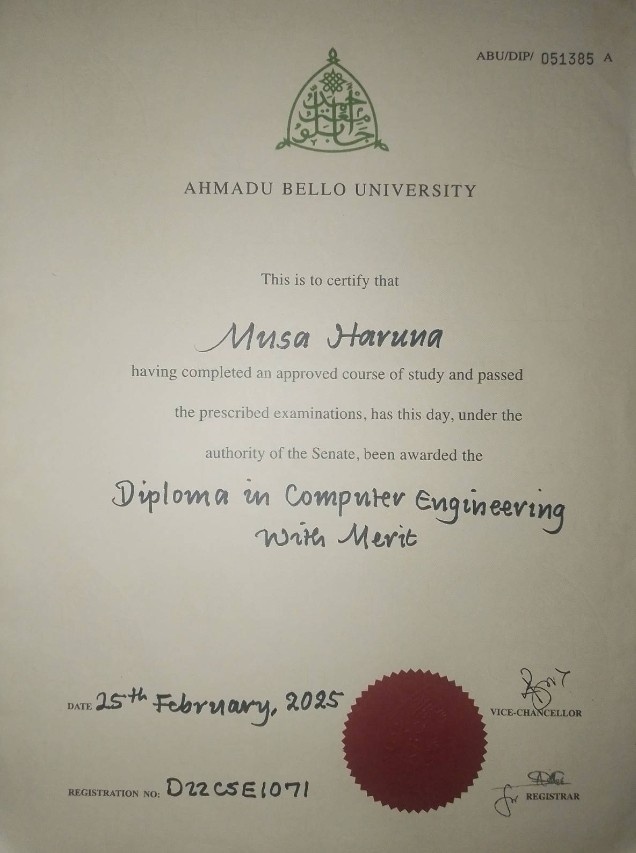 ABU/DIP/ 051385 A
AHMADU BELLO UNIVERSITY
This is to certify that
Musa Haruna
having completed an approved course of study and passed
the prescribed examinations, has this day, under the
authority of the Senate, been awarded the
Diploma in Computer Engineering
With Merit
DATE 25th February, 2025
VICE-CHANCELLOR
REGISTRATION NO: D22CSE1071
for REGISTRAR